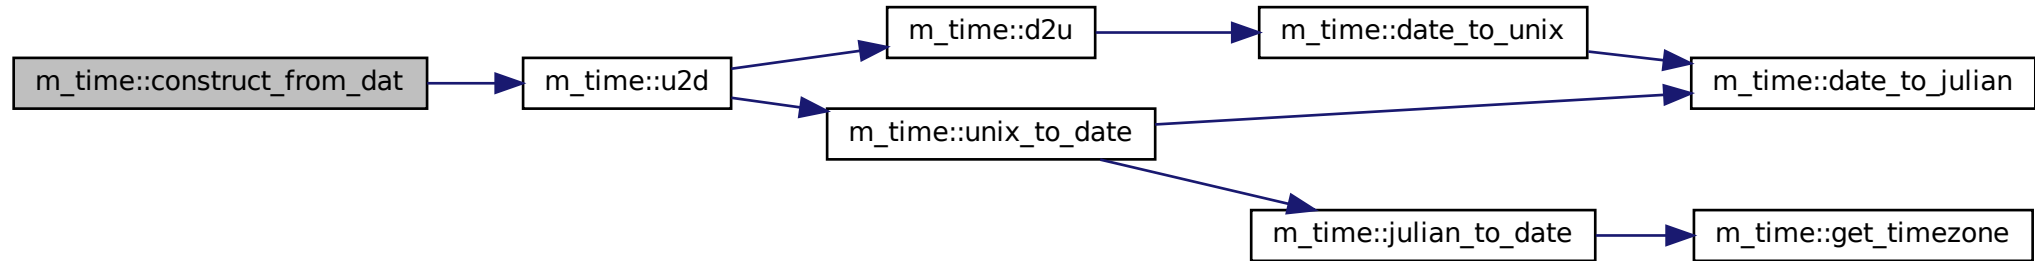 m_time::construct_from_dat
m_time::u2d
m_time::d2u
m_time::unix_to_date
m_time::date_to_unix
m_time::date_to_julian
m_time::julian_to_date
m_time::get_timezone